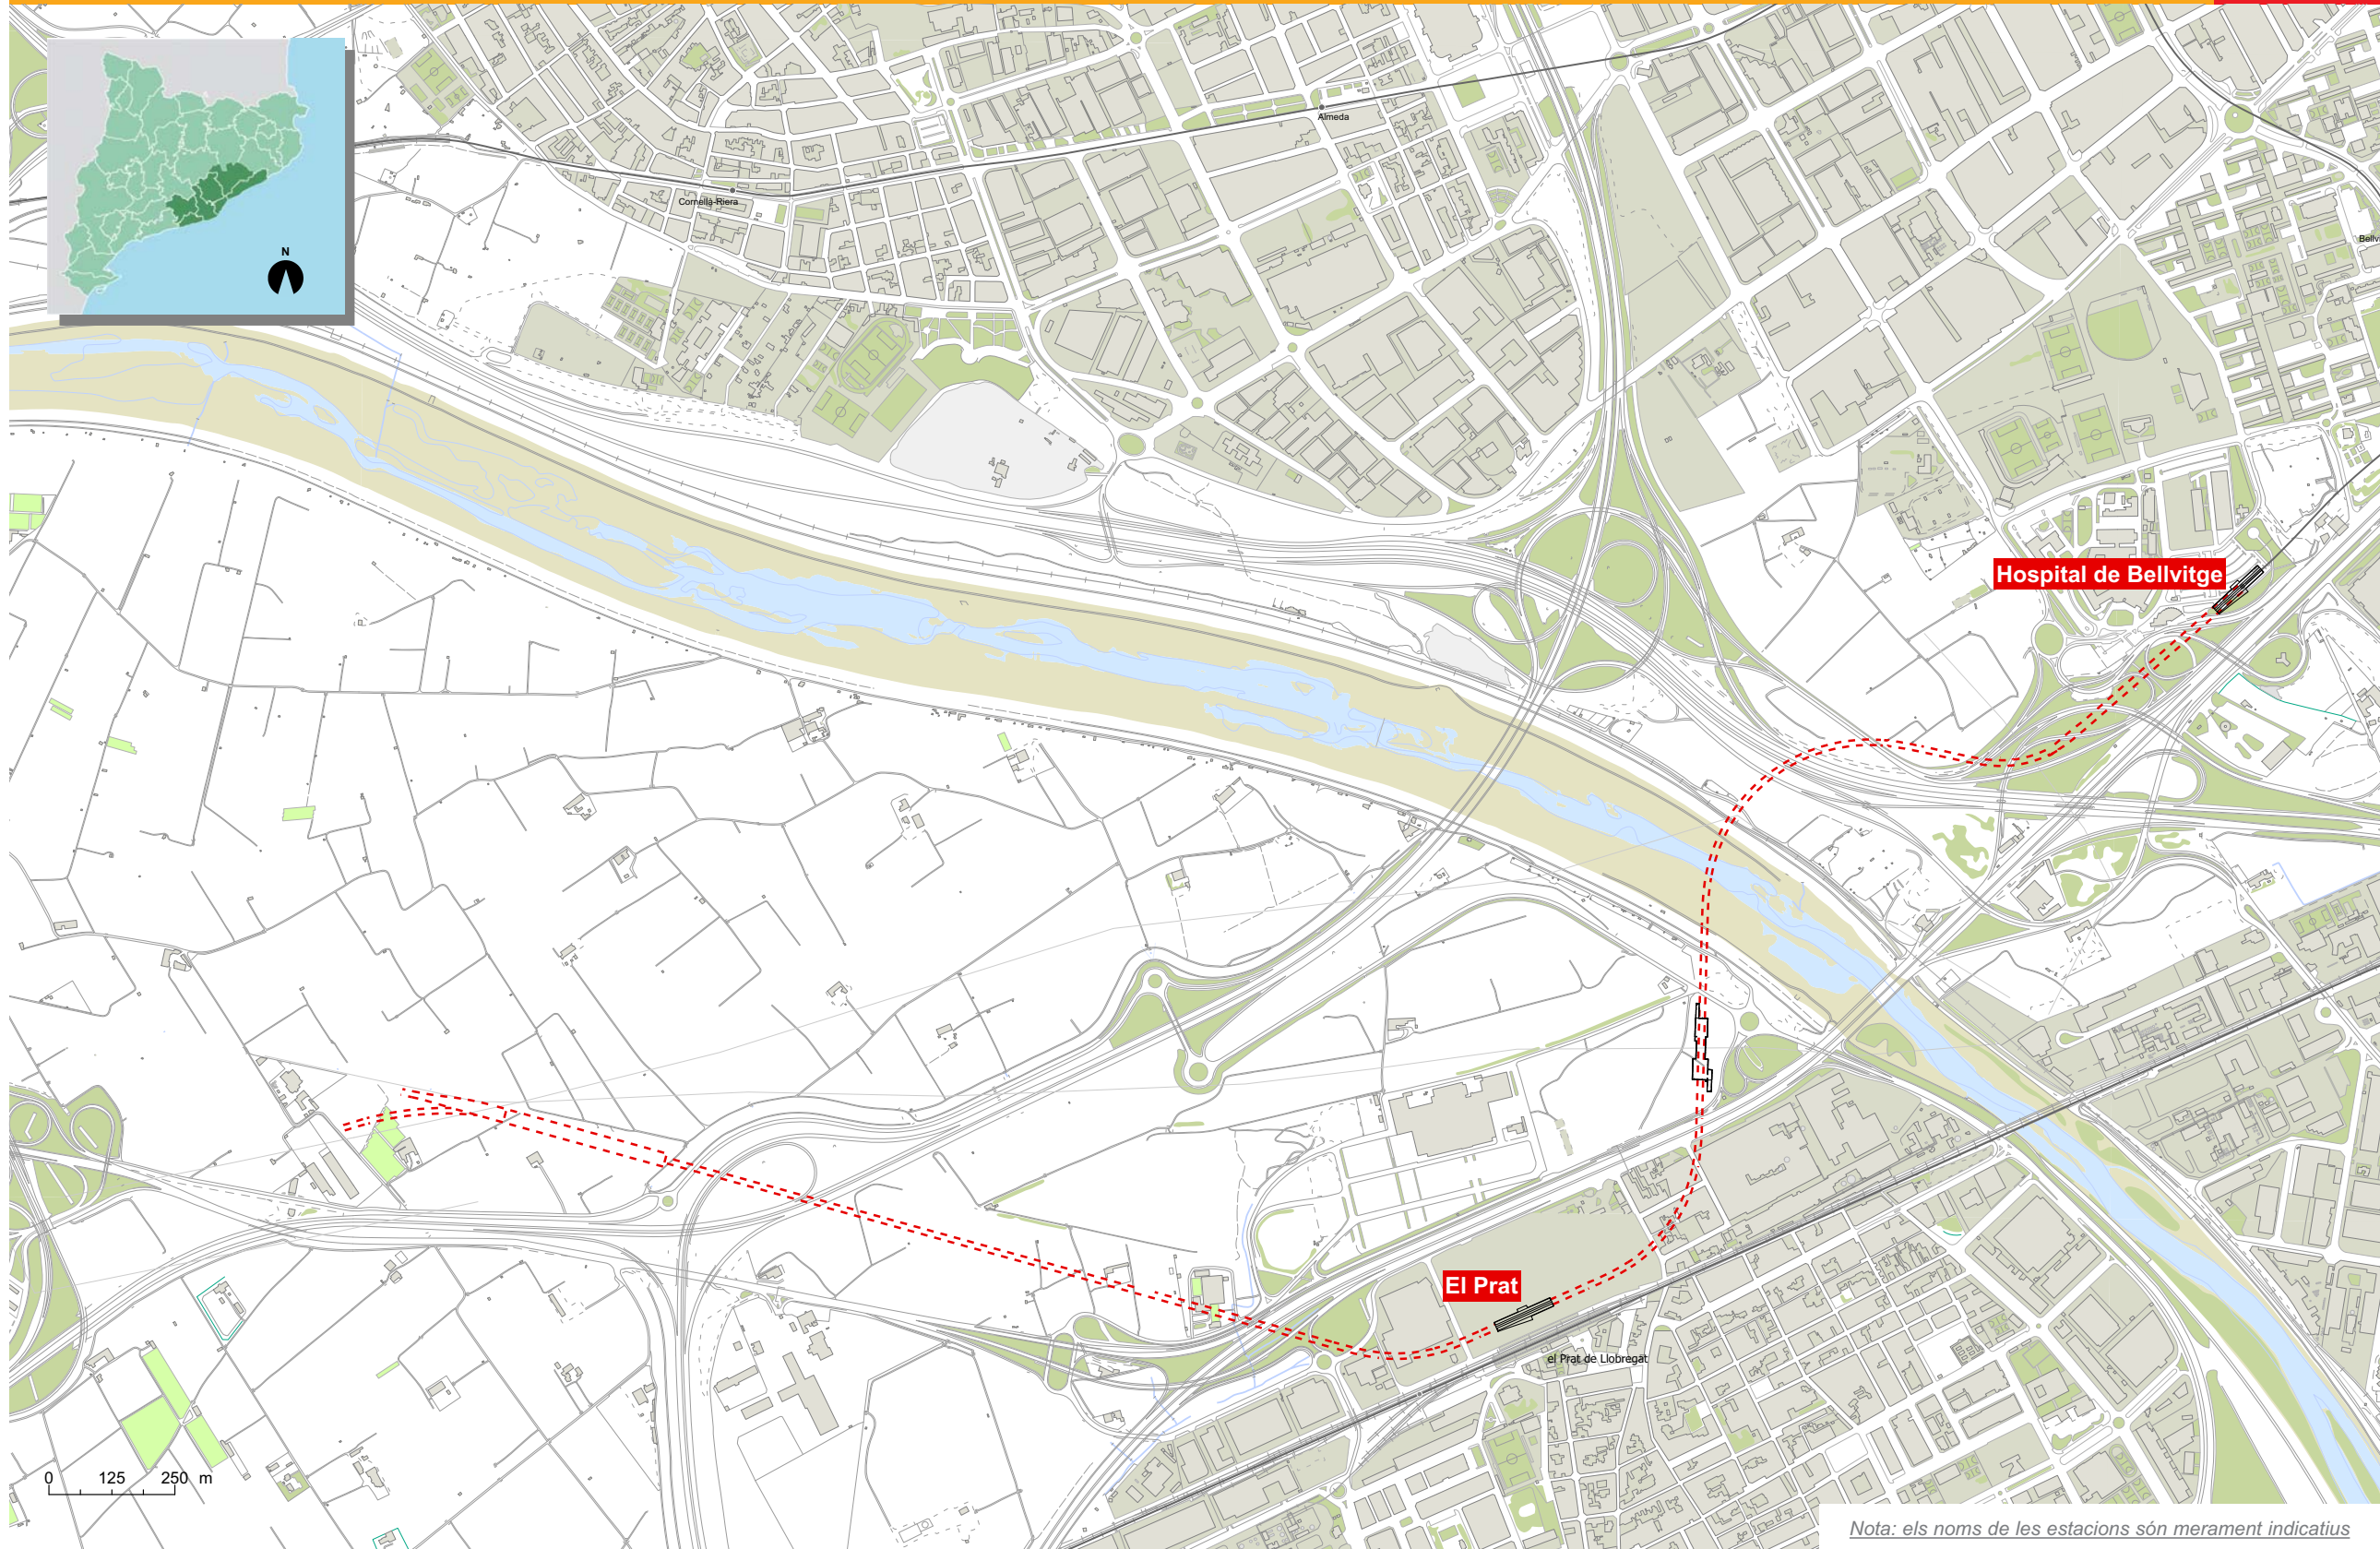 N
Almeda
Cornellà-Riera
Bellvi
Hospital de Bellvitge
El Prat
el Prat de Llobregat
0 125 250 m
Nota: els noms de les estacions són merament indicatius